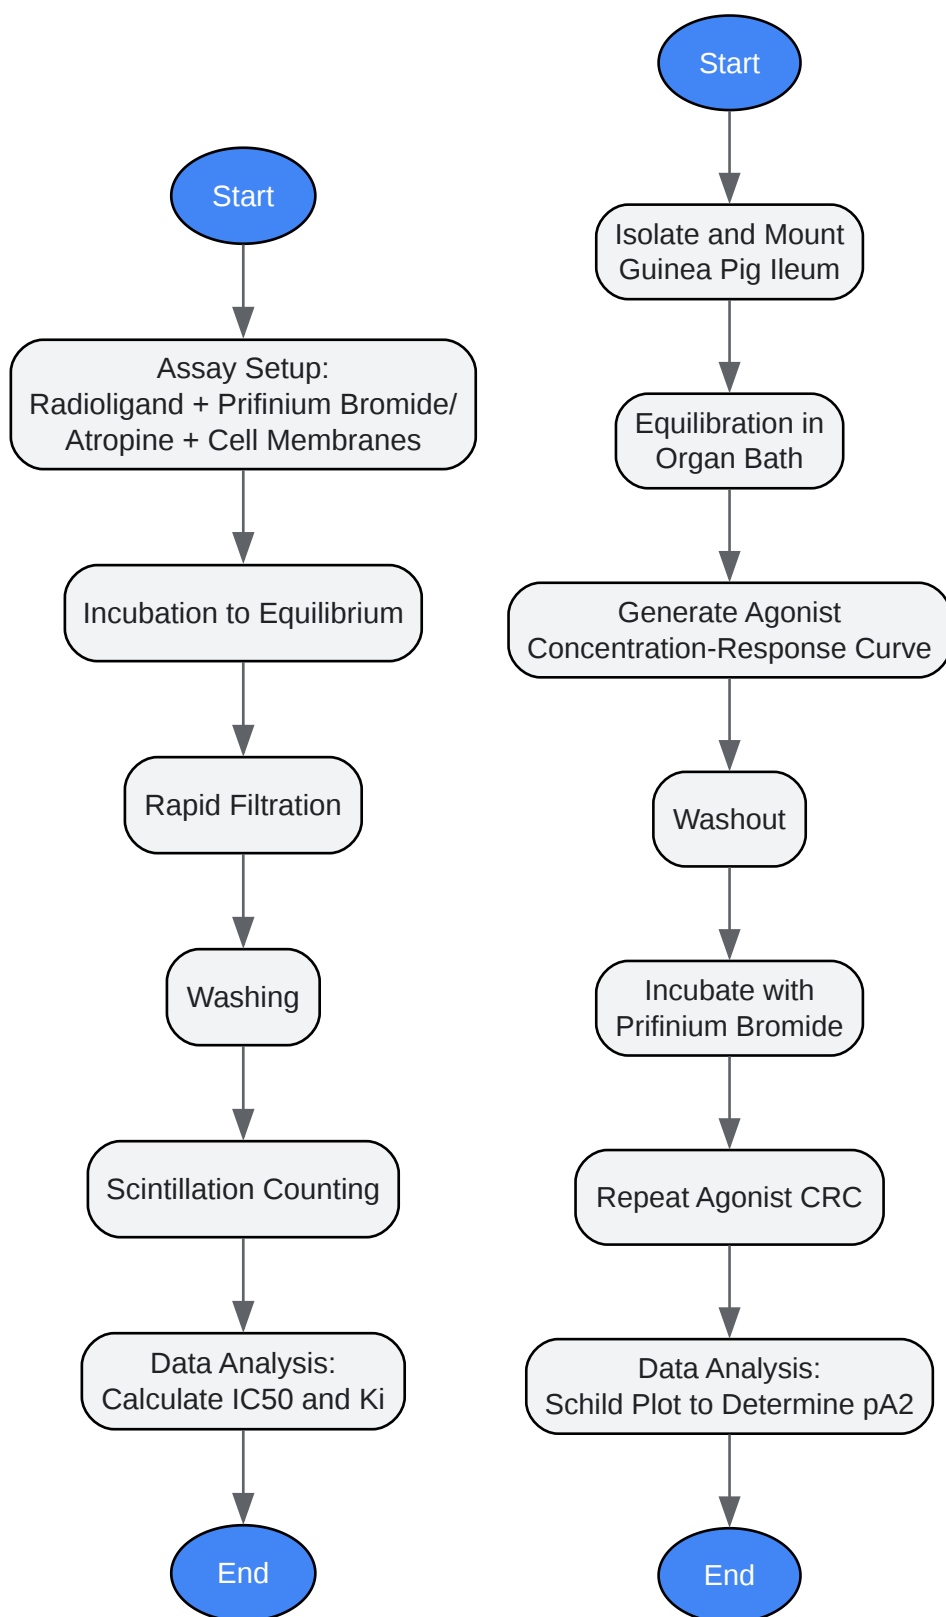 Start
Assay Setup:
Radioligand + Prifinium Bromide/
Atropine + Cell Membranes
Incubation to Equilibrium
Rapid Filtration
Washing
Scintillation Counting
Data Analysis:
Calculate IC50 and Ki
End
Start
Isolate and Mount
Guinea Pig Ileum
Equilibration in
Organ Bath
Generate Agonist
Concentration-Response Curve
Washout
Incubate with
Prifinium Bromide
Repeat Agonist CRC
Data Analysis:
Schild Plot to Determine pA2
End